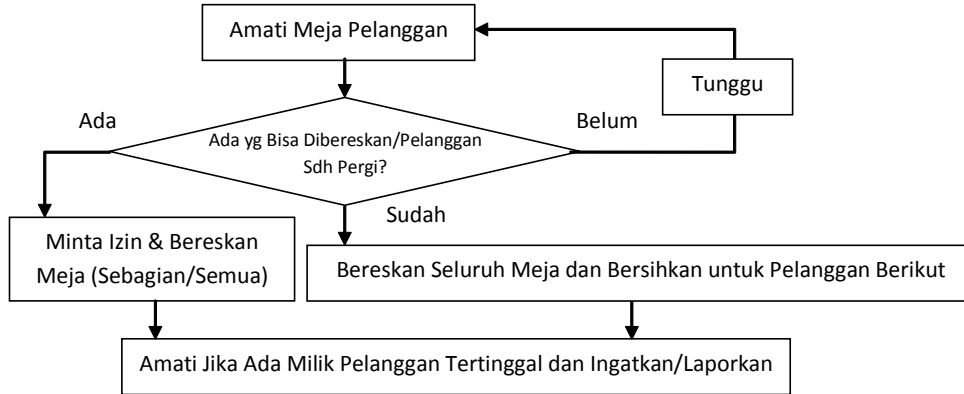 Amati Meja Pelanggan
Tunggu
Ada
Belum
Ada yg Bisa Dibereskan/Pelanggan
Sdh Pergi?
Sudah
Minta Izin & Bereskan
Meja (Sebagian/Semua)
Bereskan Seluruh Meja dan Bersihkan untuk Pelanggan Berikut
Amati Jika Ada Milik Pelanggan Tertinggal dan Ingatkan/Laporkan